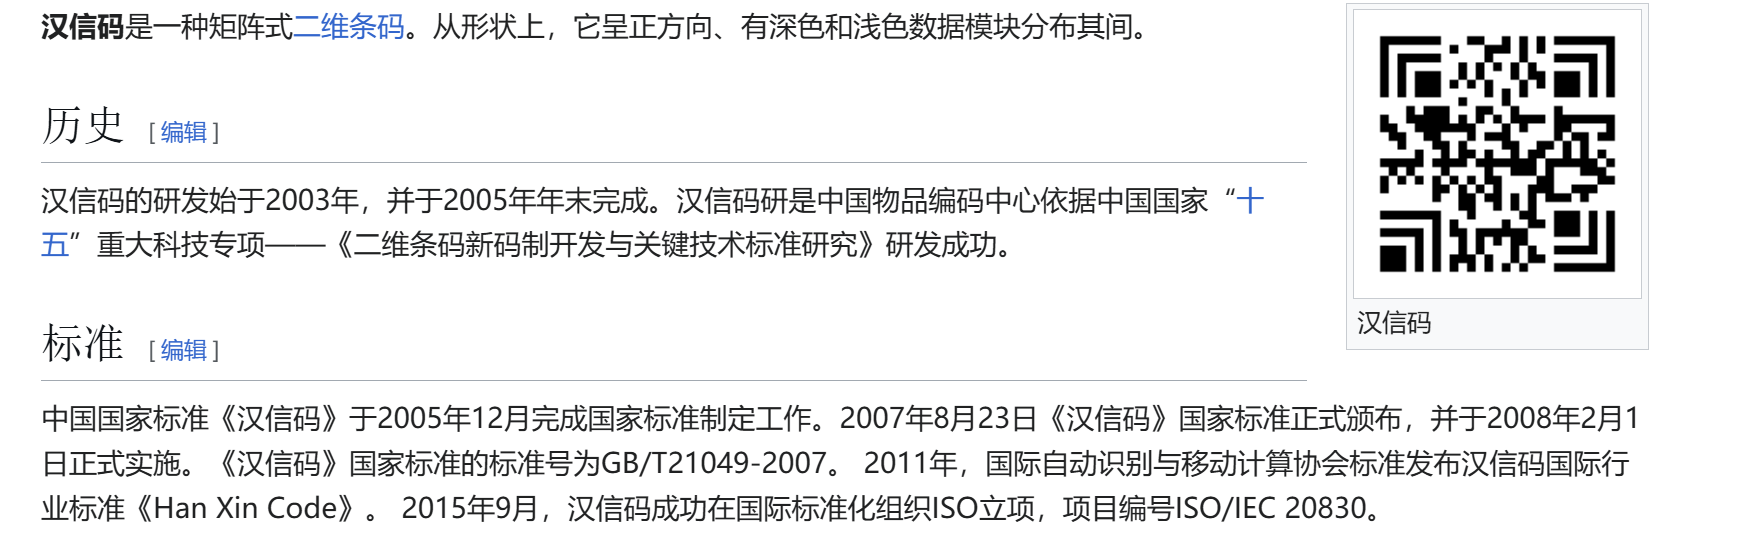 汉信码是一种矩阵式二维条码。从形状上，它呈正方向、有深色和浅色数据模块分布其间。
历史 [编辑]
汉信码的研发始于2003年，并于2005年年末完成。汉信码研是中国物品编码中心依据中国国家“十
五”重大科技专项——《二维条码新码制开发与关键技术标准研究》研发成功。
汉信码
标准 [编辑]
中国国家标准《汉信码》于2005年12月完成国家标准制定工作。2007年8月23日《汉信码》国家标准正式颁布，并于2008年2月1
日正式实施。《汉信码》国家标准的标准号为GB/T21049-2007。 2011年，国际自动识别与移动计算协会标准发布汉信码国际行
业标准《Han Xin Code》。 2015年9月，汉信码成功在国际标准化组织ISO立项，项目编号ISO/IEC 20830。